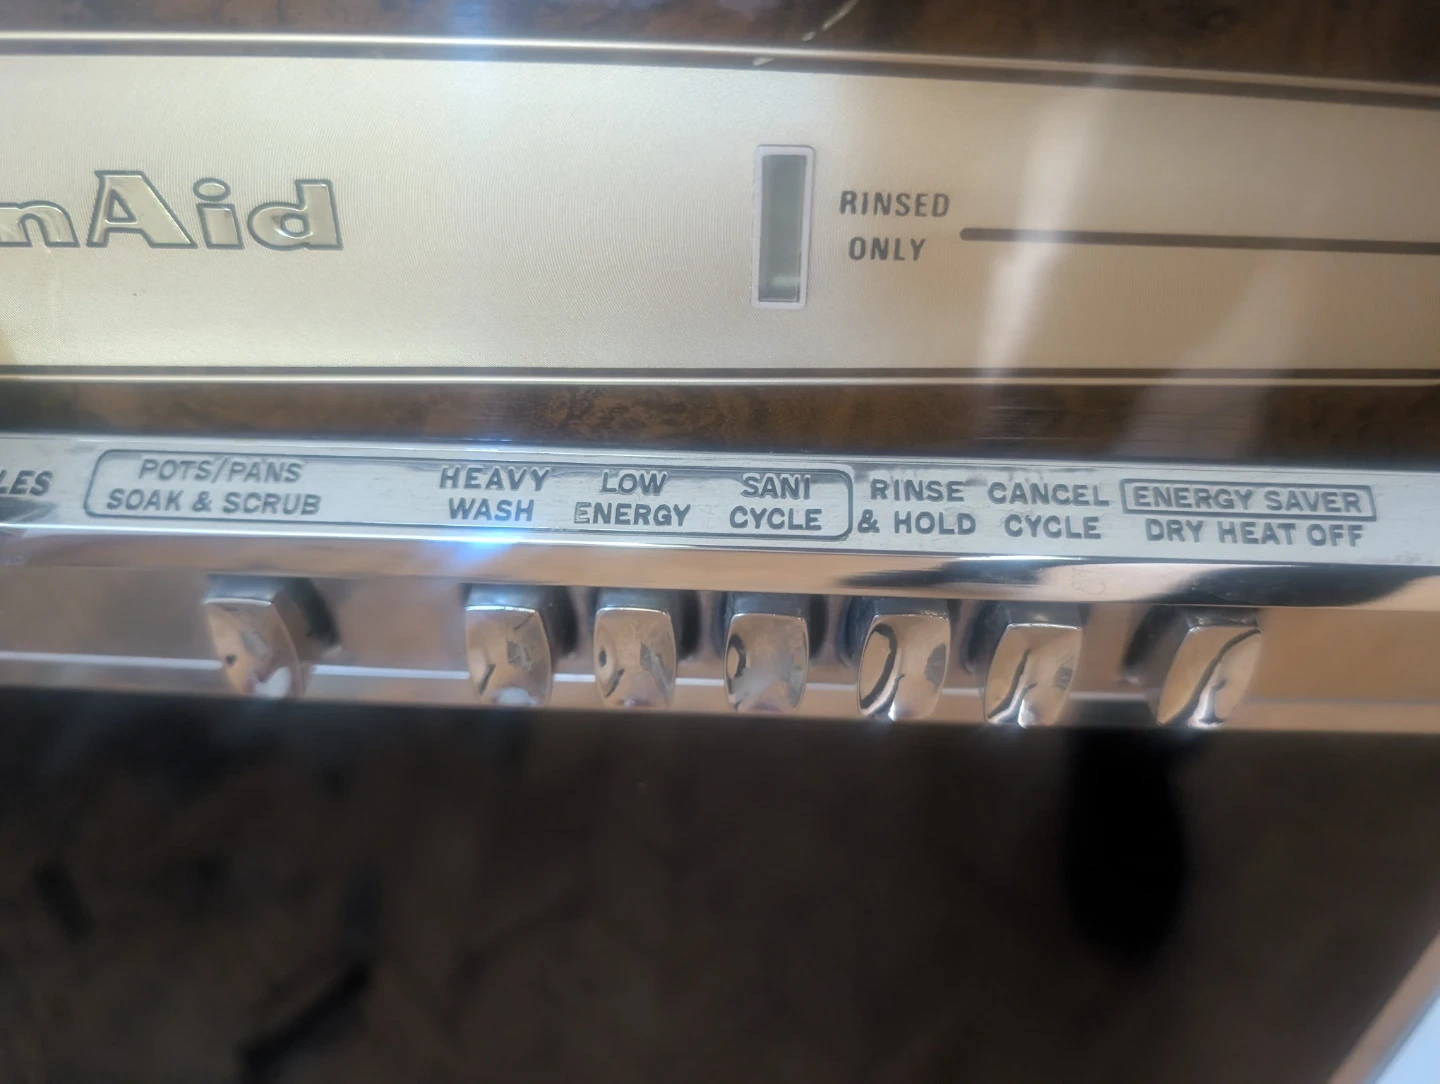 nAid
RINSED
ONLY
LES
POTS/PANS
SOAK & SCRUB
HEAVY
WASH
LOW
ENERGY
SANI
CYCLE
RINSE
& HOLD
CANCEL
CYCLE
ENERGY SAVER
DRY HEAT OFF